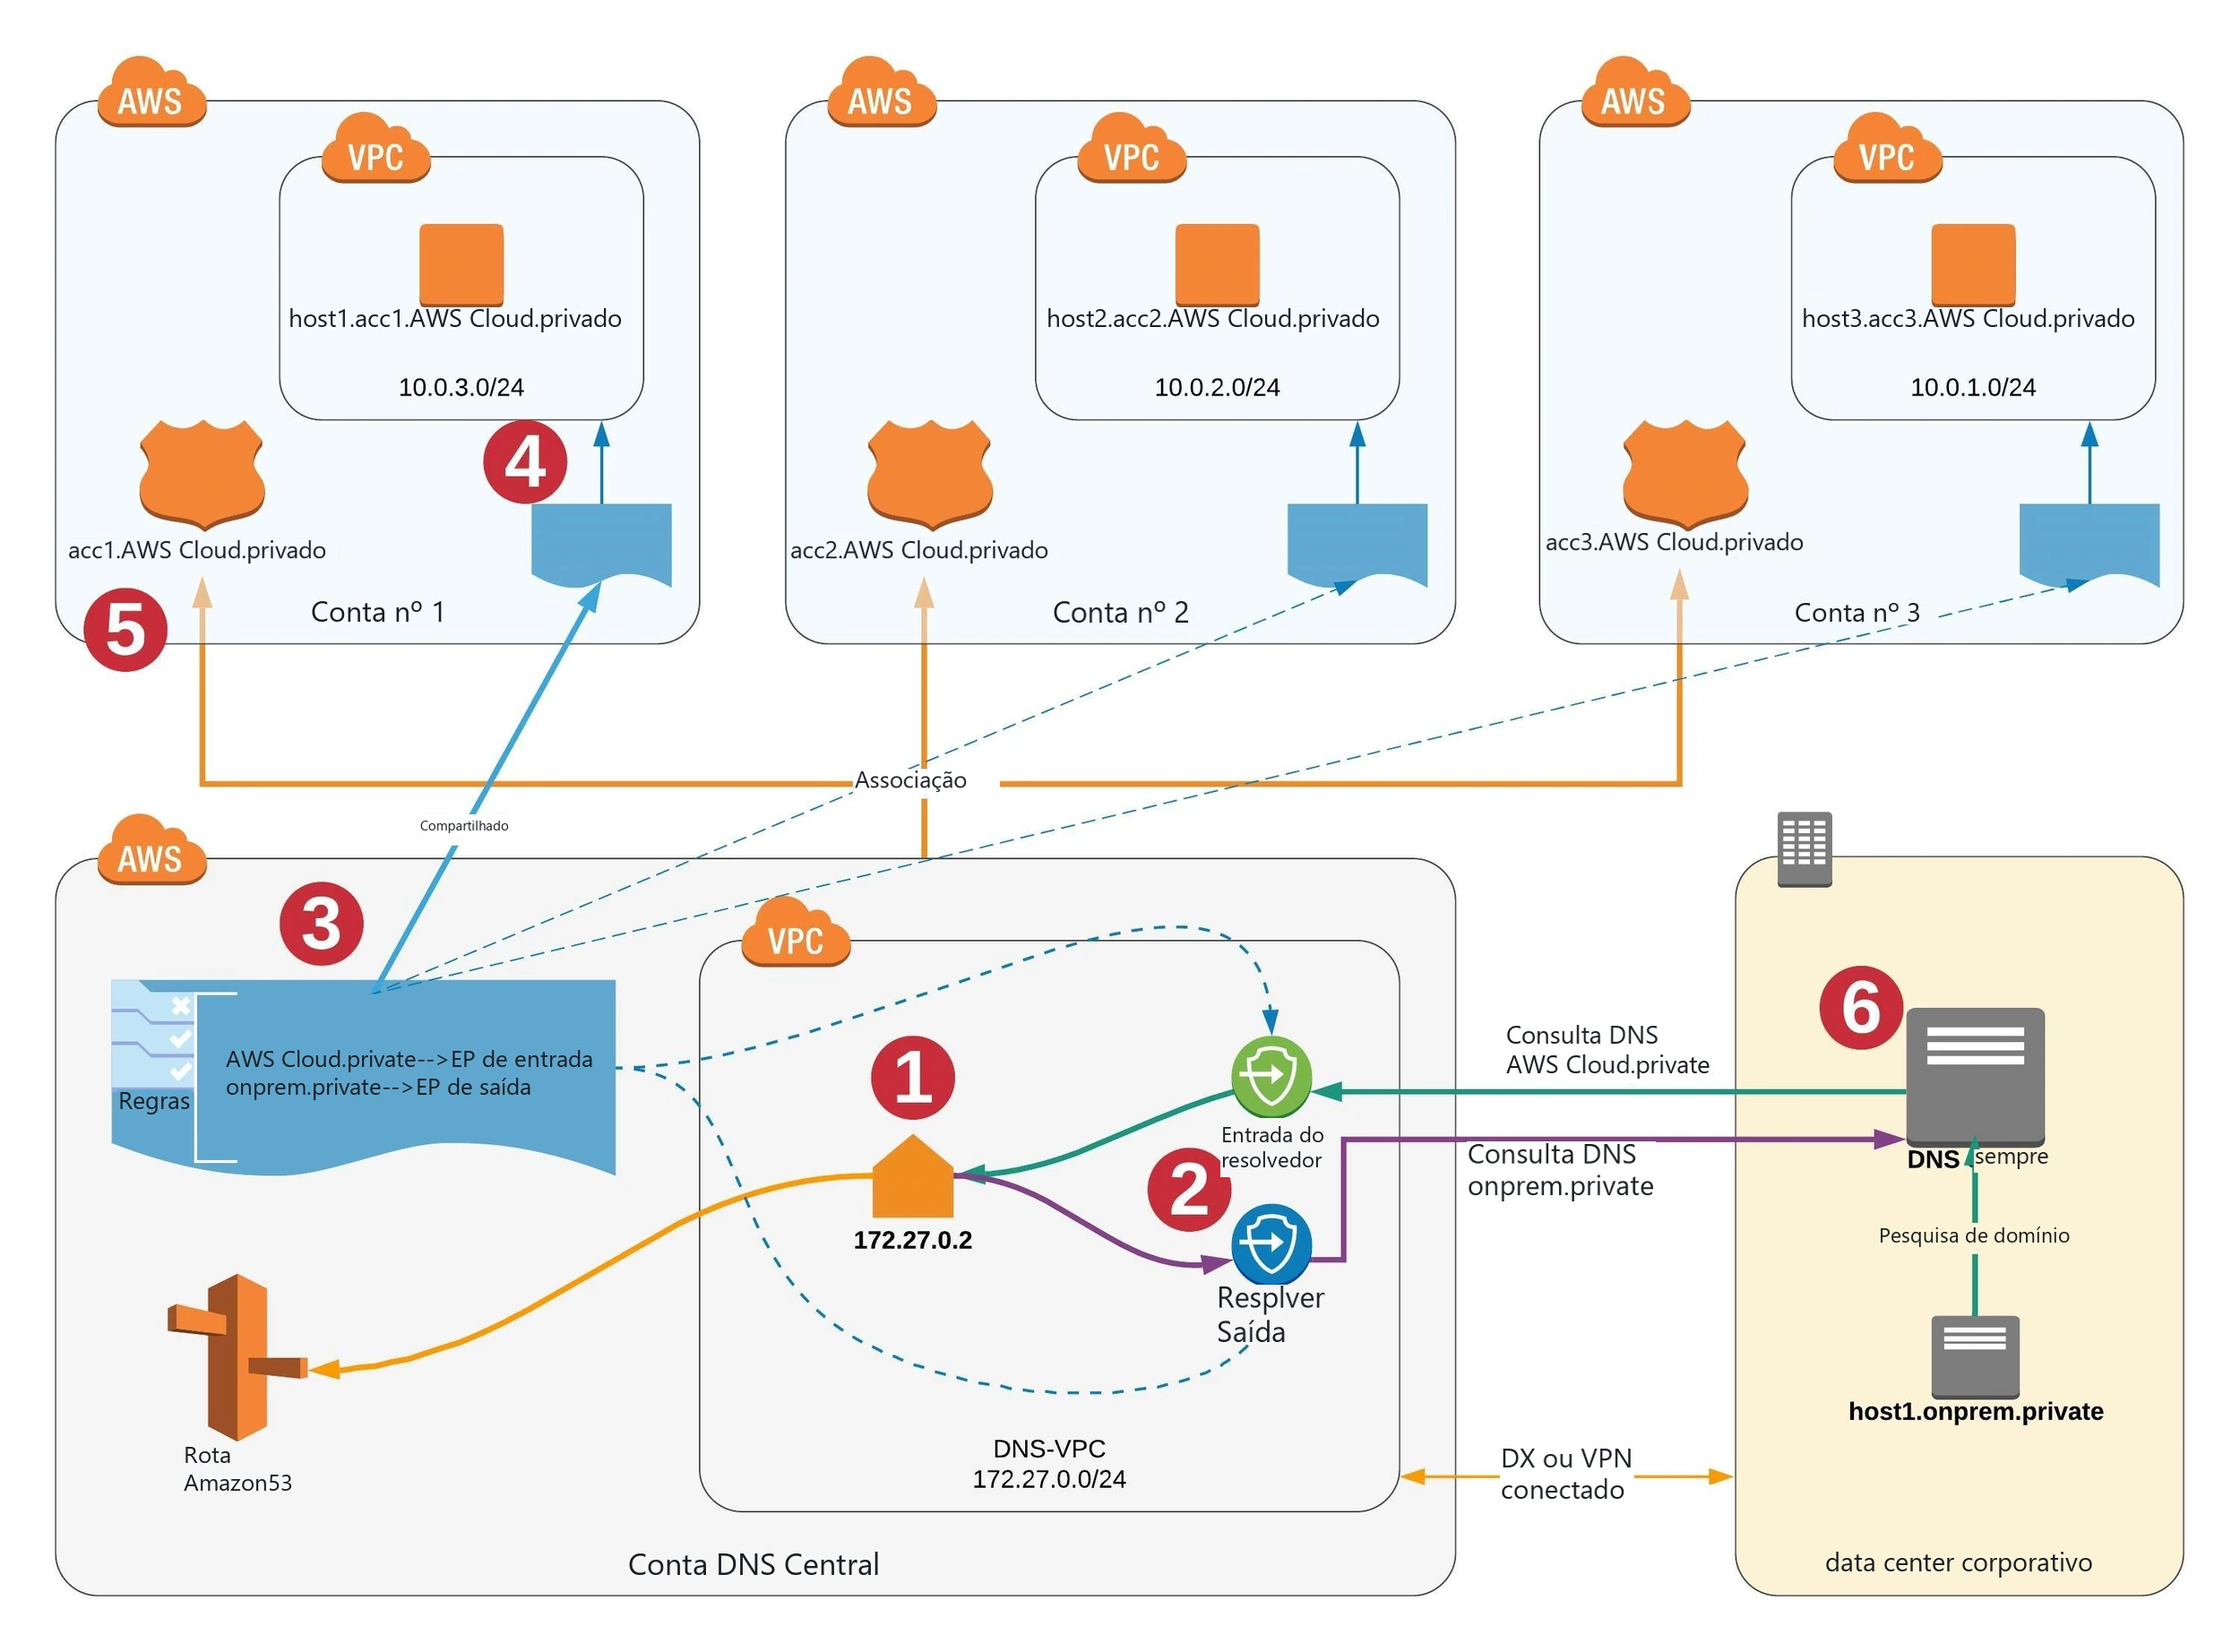 AWS
VPC
host1.acc1.AWS Cloud.privado
10.0.3.0/24
4
acc1.AWS Cloud.privado
5
Conta nº 1
AWS
VPC
host2.acc2.AWS Cloud.privado
10.0.2.0/24
acc2.AWS Cloud.privado
Conta nº 2
AWS
VPC
host3.acc3.AWS Cloud.privado
10.0.1.0/24
acc3.AWS Cloud.privado
Conta nº 3
Associação
Compartilhado
AWS
3
Regras
AWS Cloud.private-->EP de entrada
onprem.private-->EP de saída
VPC
1
172.27.0.2
Entrada do
resolvedor
2
Resplver
Saída
Rota
Amazon53
DNS-VPC
172.27.0.0/24
Conta DNS Central
Consulta DNS
AWS Cloud.private
Consulta DNS
onprem.private
DX ou VPN
conectado
6
DNS sempre
Pesquisa de domínio
host1.onprem.private
data center corporativo